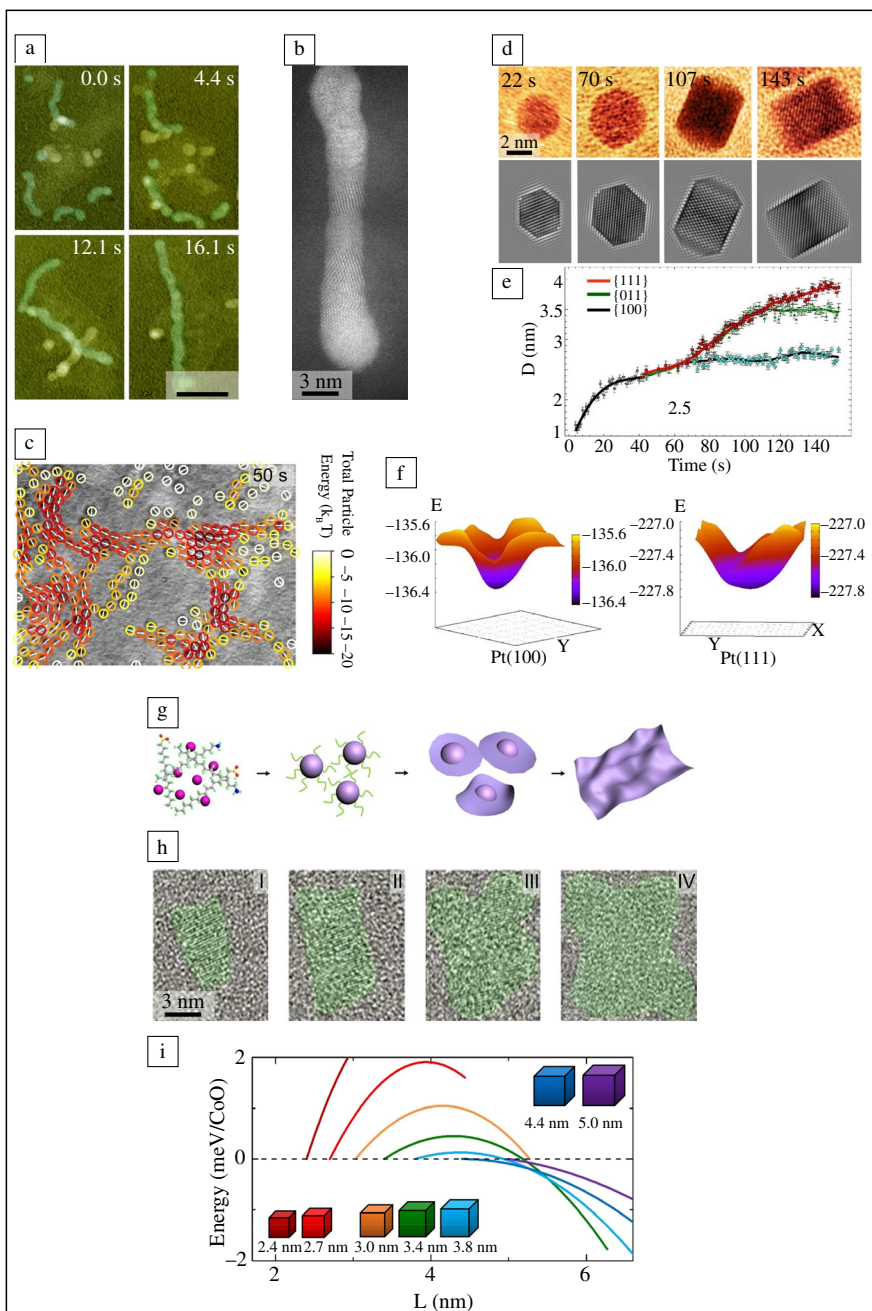 a
0.0 s
4.4 s
12.1 s
16.1 s
b
3 nm
d
22 s
70 s
107 s
143 s
2 nm
e
{111}
{011}
{100}
D (nm)
4
3.5
3
2
1
2.5
0 20 40 60 80 100 120 140
Time (s)
c
50 s
Total Particle
Energy (kBT)
0
−5
−10
−15
−20
f
E
−135.6
−136.0
−136.4
−135.6
−136.0
−136.4
Y
Pt(100)
E
−227.0
−227.4
−227.8
−227.0
−227.4
−227.8
Y
X
Pt(111)
g
h
I
II
III
IV
3 nm
i
Energy (meV/CoO)
2
0
−2
4.4 nm 5.0 nm
2.4 nm 2.7 nm 3.0 nm 3.4 nm 3.8 nm
2 4 6
L (nm)